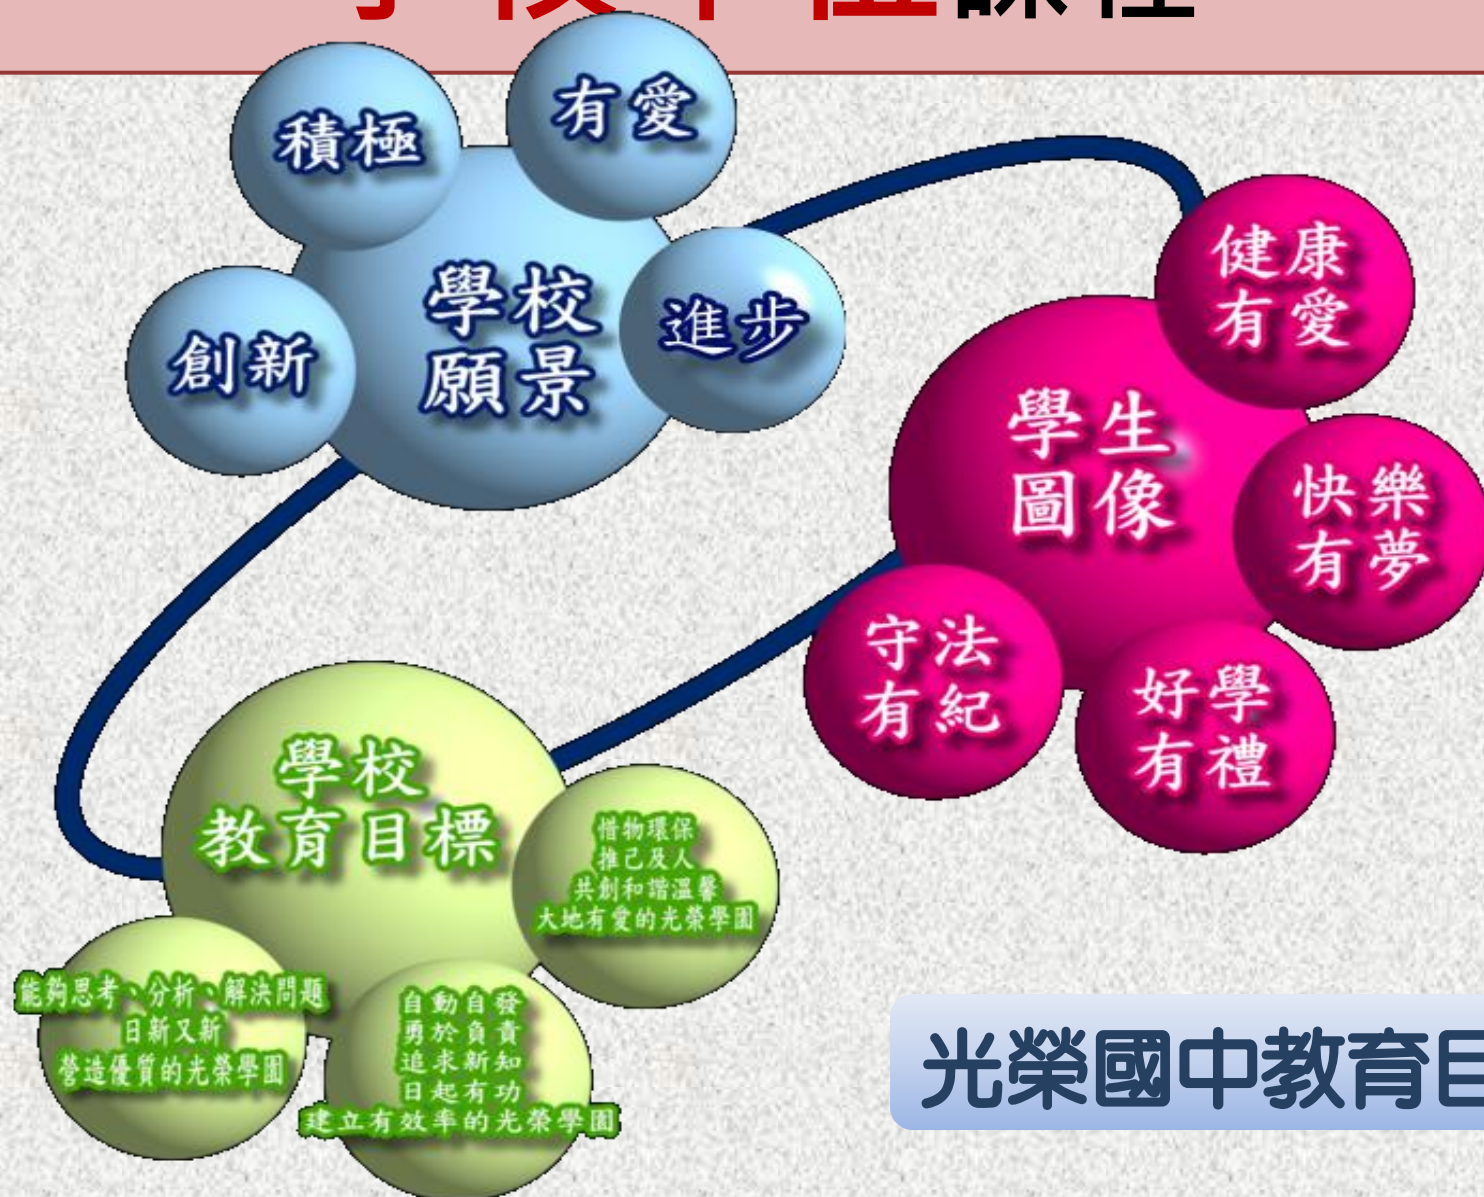 課程
積極
有愛
創新
學校
願景
進步
健康
有愛
學生
圖像
快樂
有夢
守法
有紀
好學
有禮
學校
教育目標
惜物環保
推己及人
共創和諧溫馨
大地有愛的光榮學園
能夠思考、分析、解決問題
日新又新
營造優質的光榮學園
自動自發
勇於負責
追求新知
日起有功
建立有效率的光榮學園
光榮國中教育目